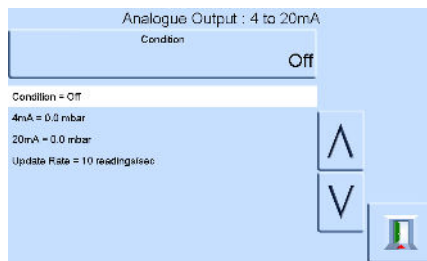 Analogue Output : 4 to 20mA
Condition
Off
Condition = Off
4mA = 0.0 mbar
20mA = 0.0 mbar
Update Rate = 10 readings/sec